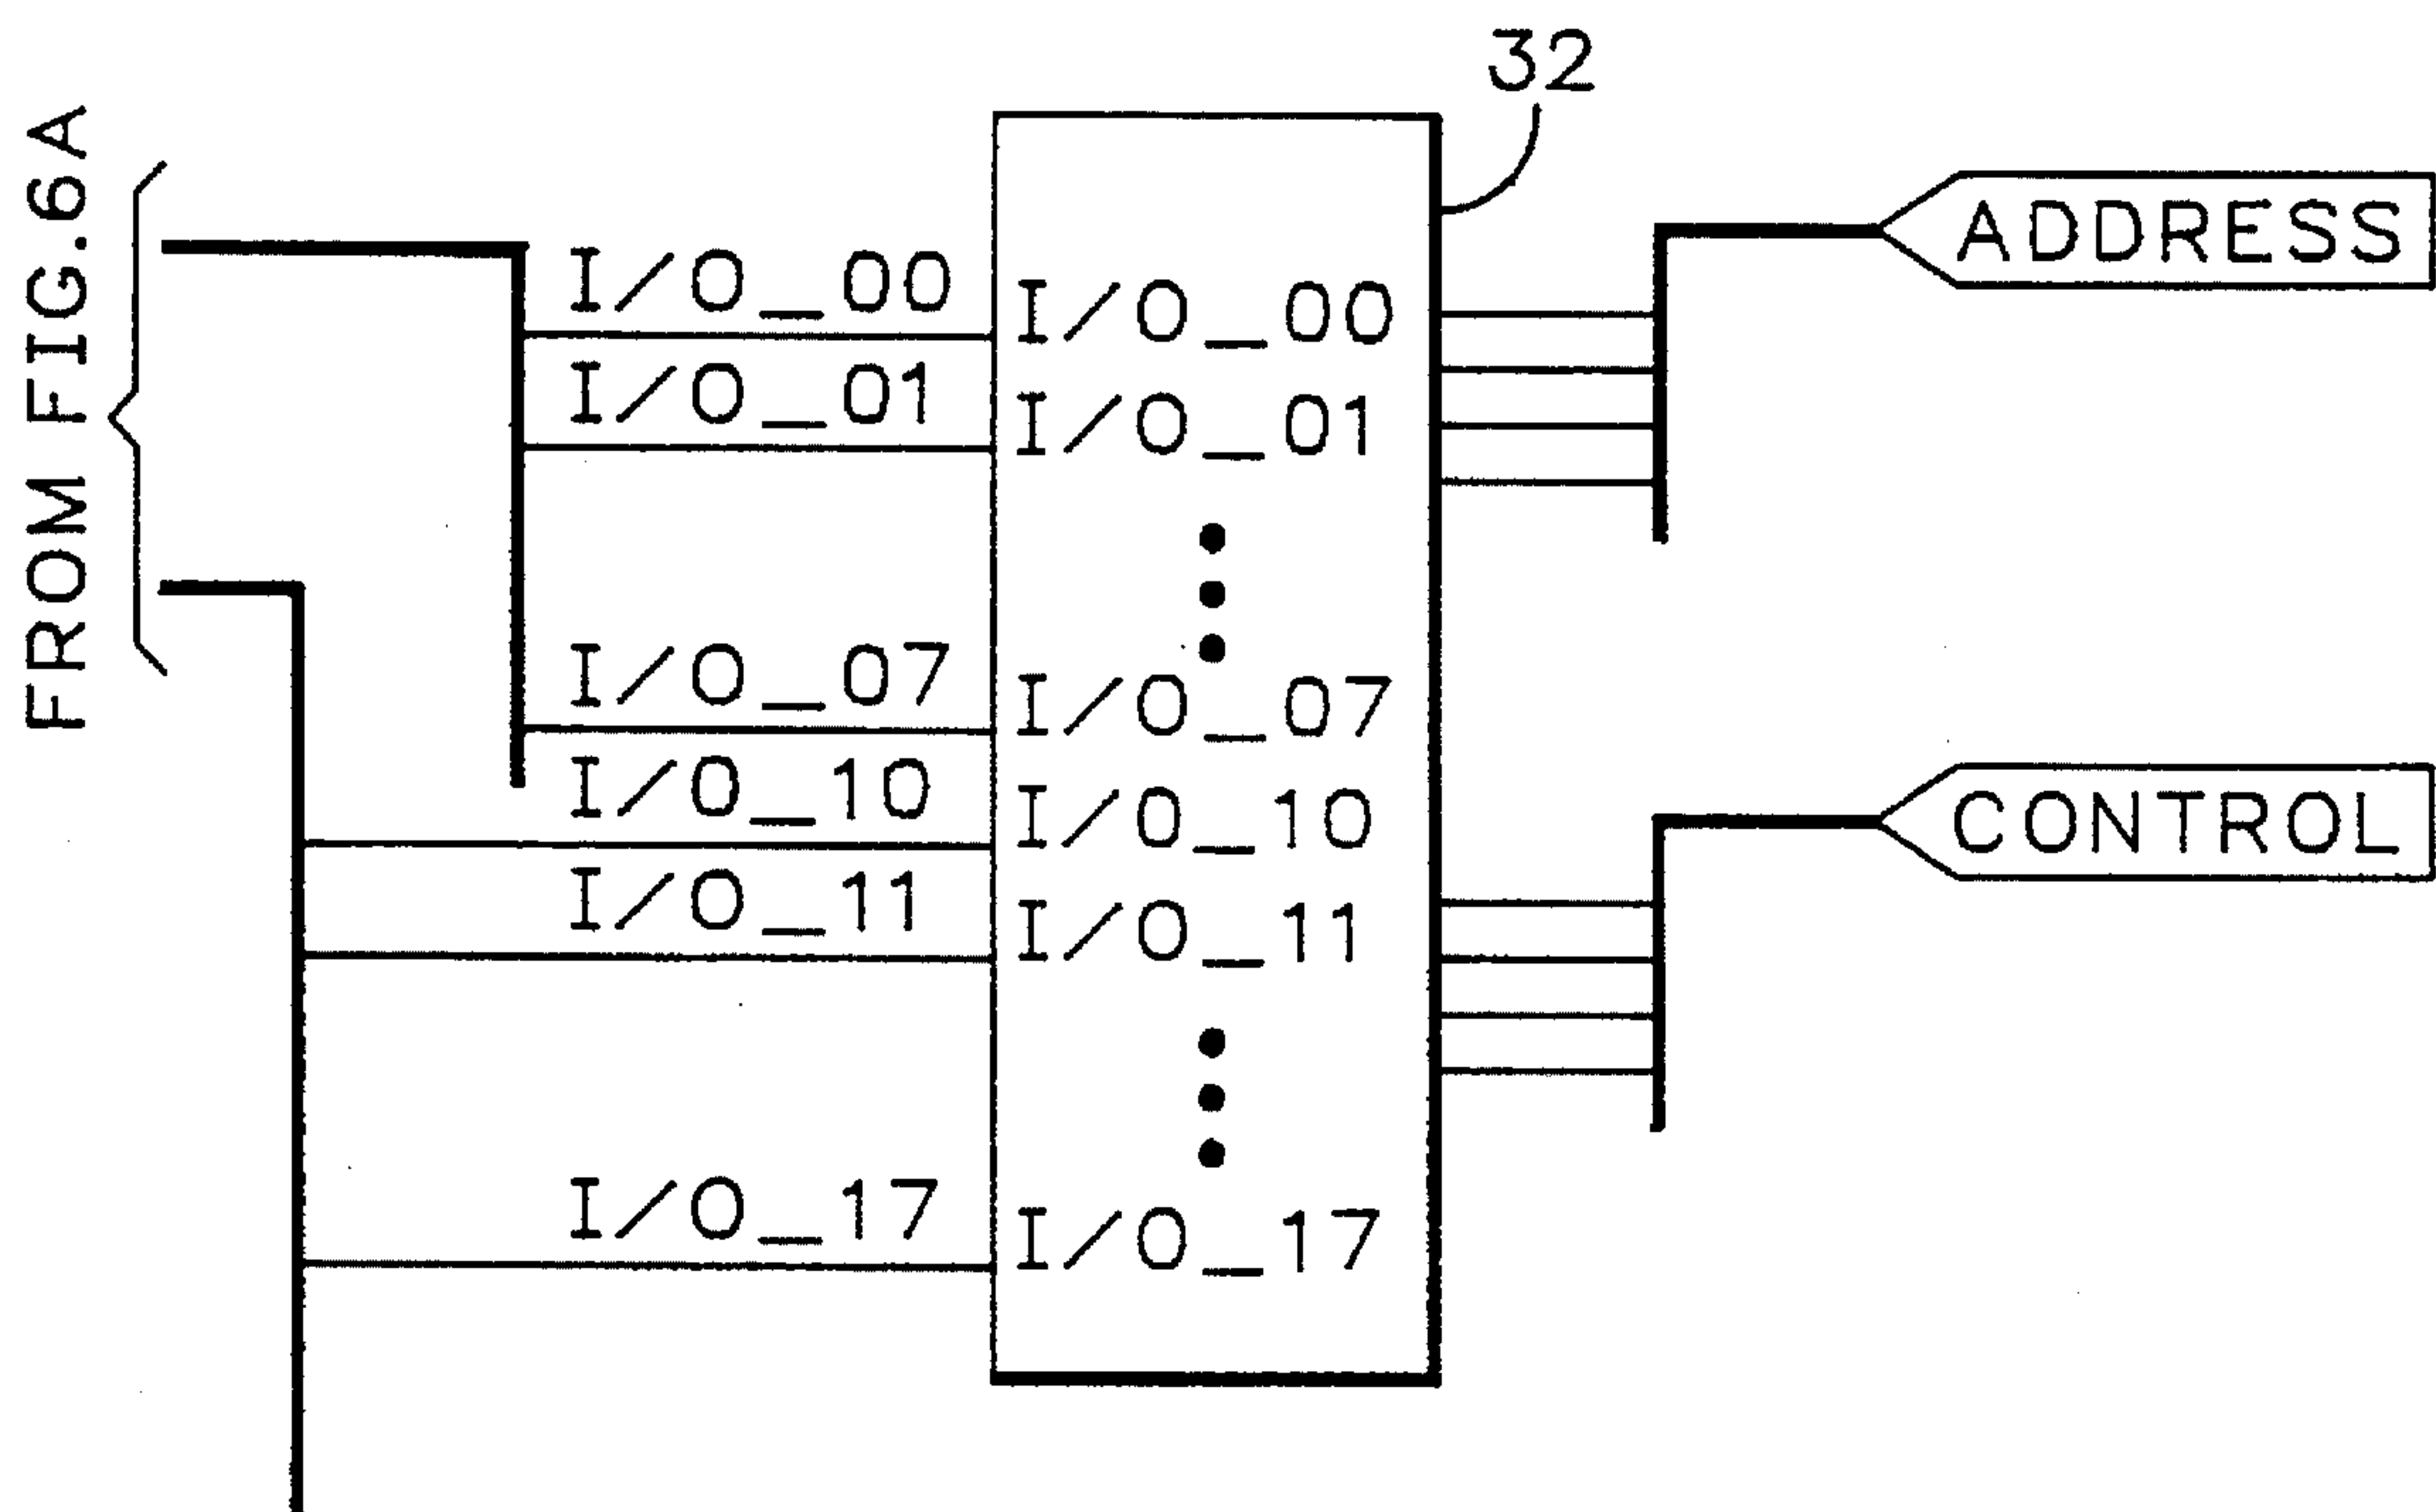 32
FROM FIG.6A
ADDRESS
I/O_00
I/O_00
I/O_01
I/O_01
I/O_07
I/O_07
I/O_10
I/O_10
CONTROL
I/O_11
I/O_11
I/O_17
I/O_17